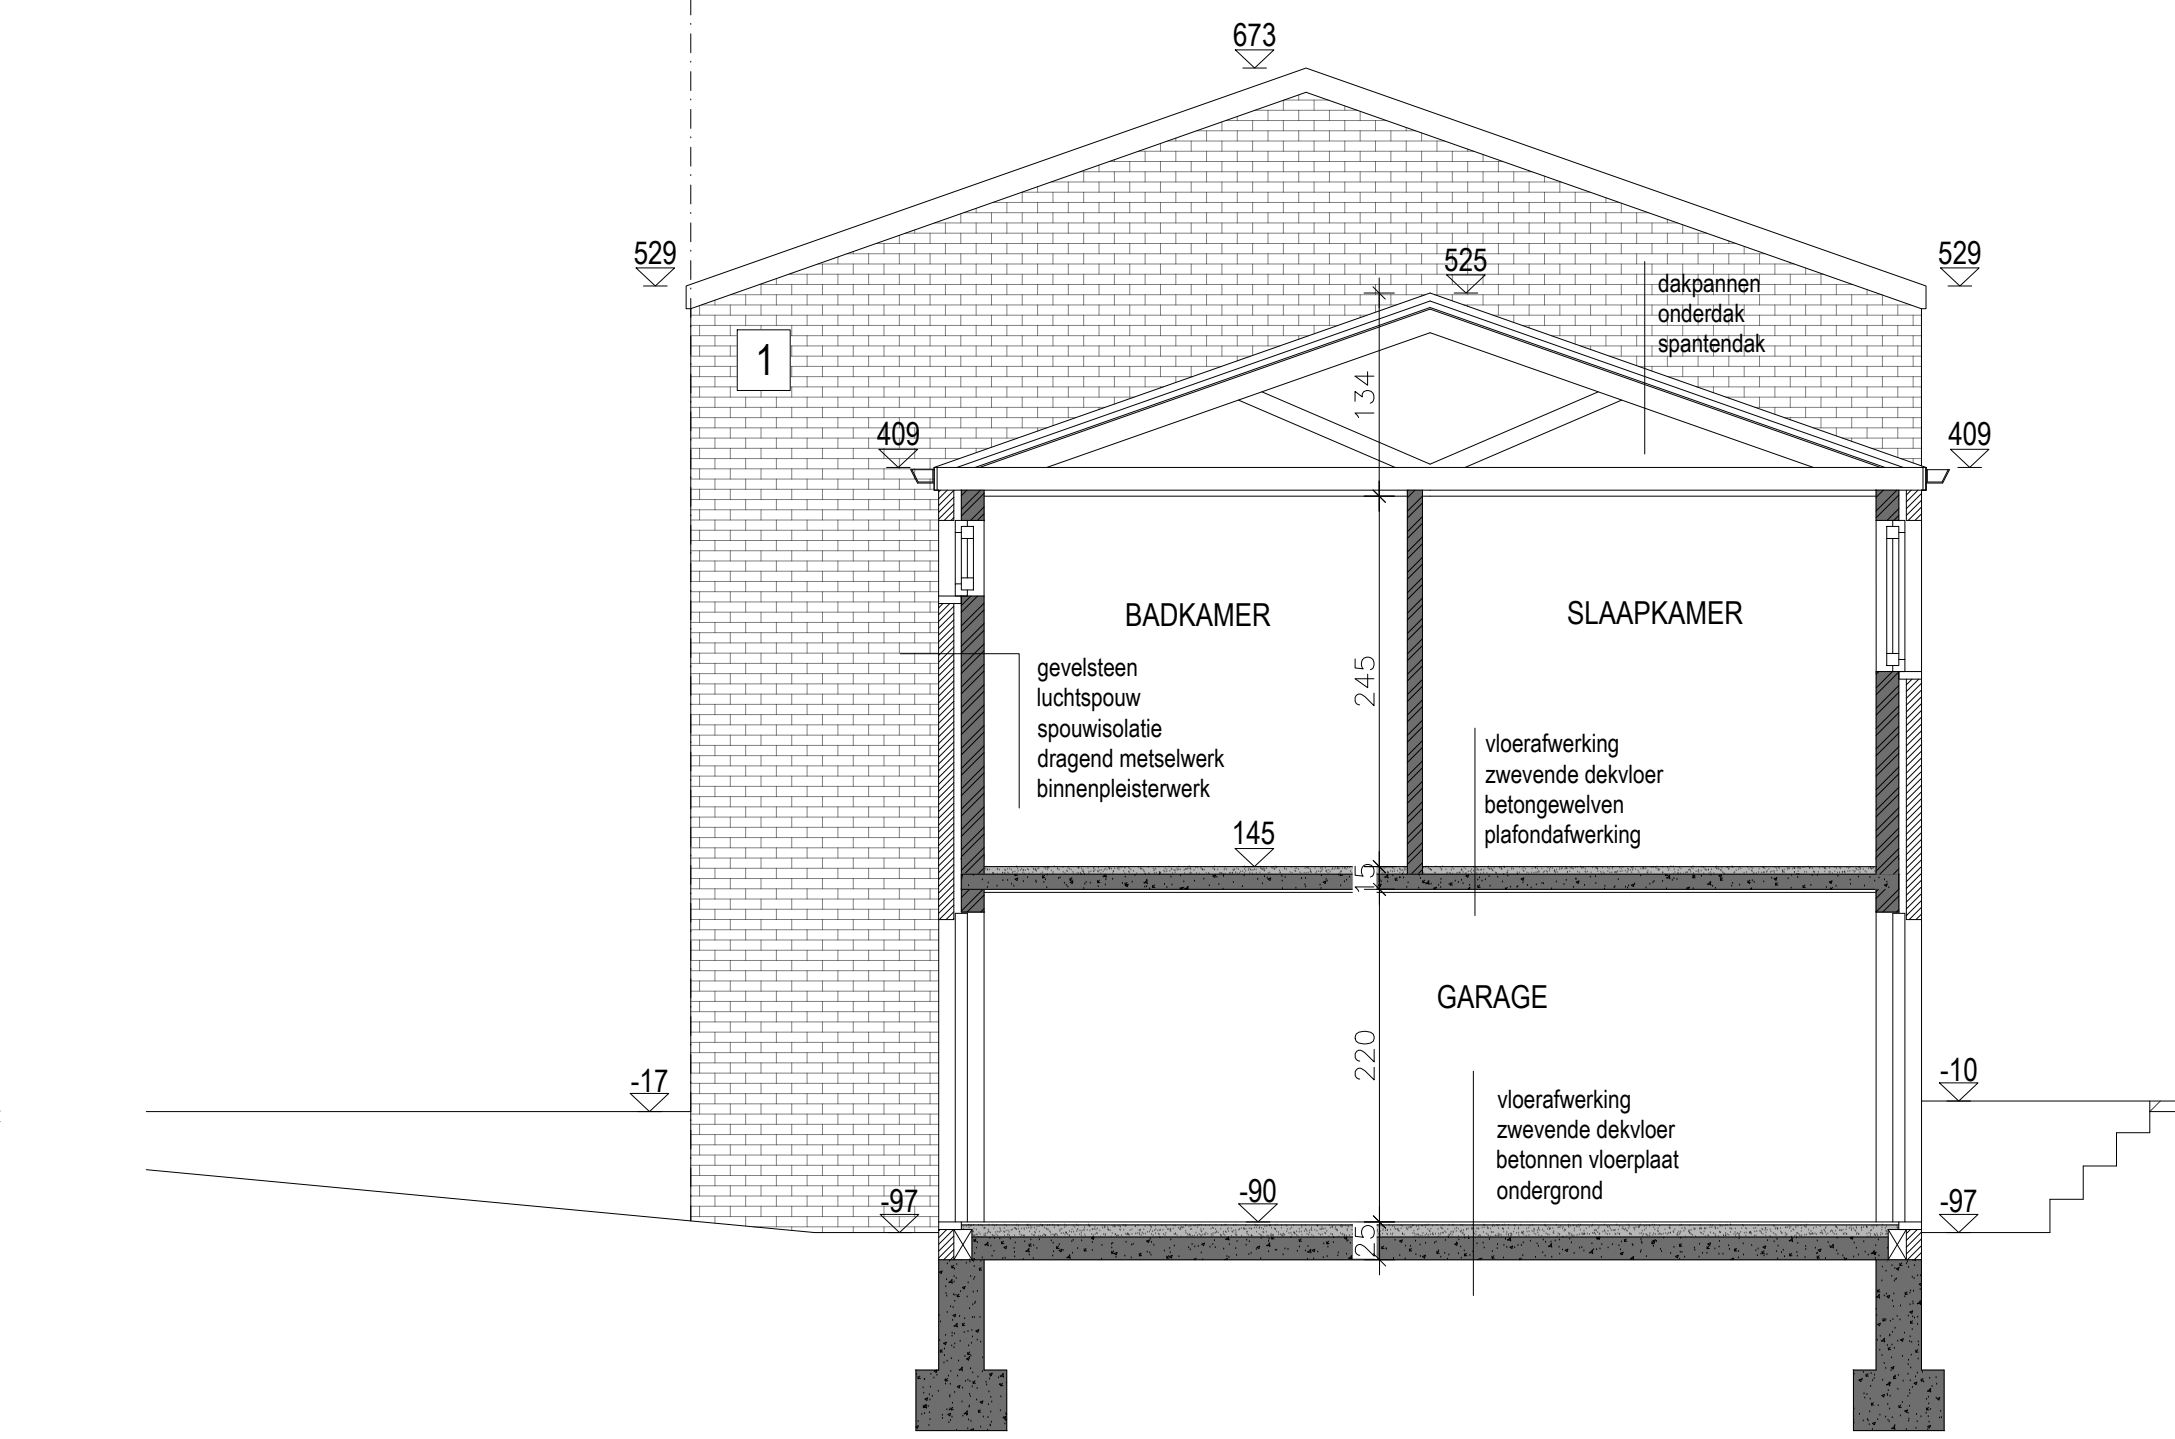 673
529
529
525
dakpannen
onderdak
spantendak
1
134
409
409
BADKAMER
SLAAPKAMER
gevelsteen
luchtspouw
spouwisolatie
dragend metselwerk
binnenpleisterwerk
245
vloerafwerking
zwevende dekvloer
betongewelven
plafondafwerking
145
15
GARAGE
220
-17
-10
vloerafwerking
zwevende dekvloer
betonnen vloerplaat
ondergrond
-97
-90
-97
25